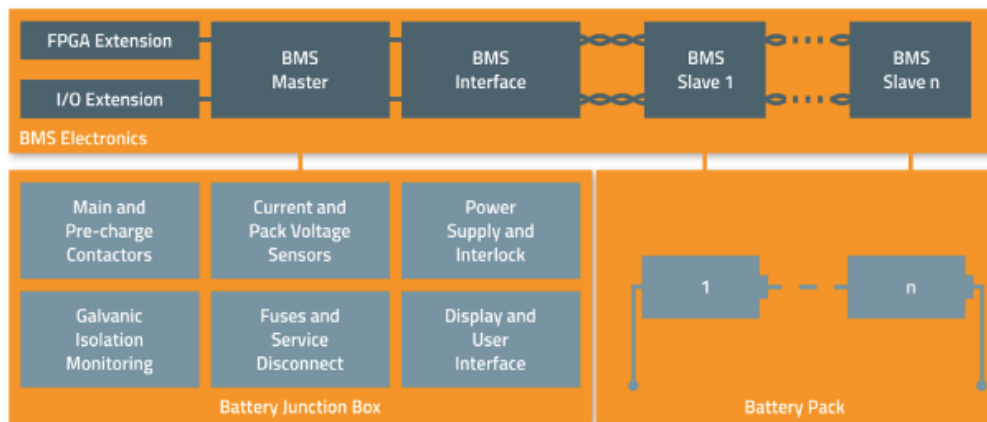 FPGA Extension
I/O Extension
BMS
Master
BMS
Interface
BMS
Slave 1
BMS
Slave n
BMS Electronics
Main and
Pre-charge
Contactors
Current and
Pack Voltage
Sensors
Power
Supply and
Interlock
Galvanic
Isolation
Monitoring
Fuses and
Service
Disconnect
Display and
User
Interface
Battery Junction Box
1
n
Battery Pack